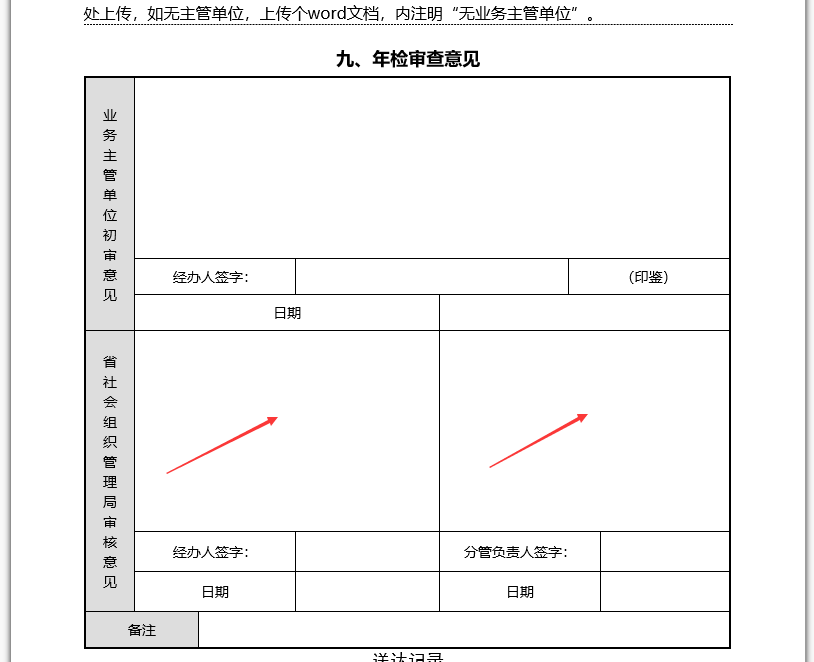 处上传，如无主管单位，上传个word文档，内注明“无业务主管单位”。
九、年检审查意见
业务主管单位初审意见
经办人签字：
（印鉴）
日期
省社会组织管理局审核意见
经办人签字：
分管负责人签字：
日期
日期
备注
送达记录